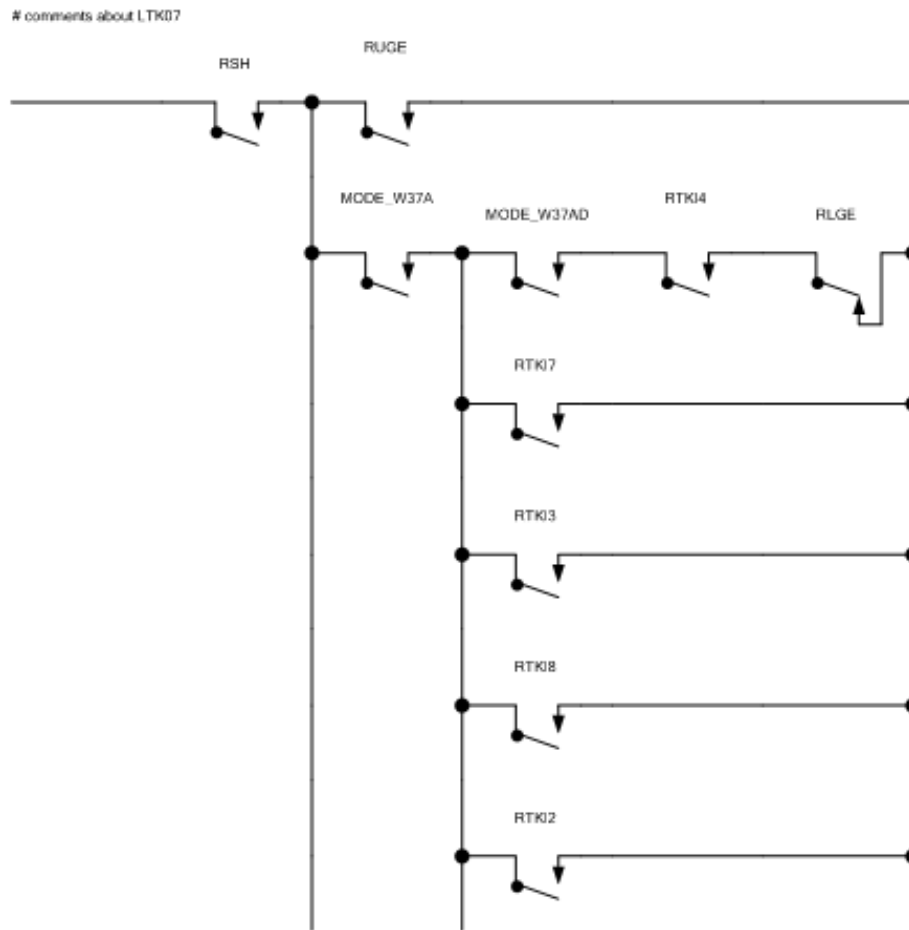 # comments about LTK07
RUGE
RSH
MODE_W37A
MODE_W37AD
RTKI4
RLGE
RTKI7
RTKI3
RTKI8
RTKI2